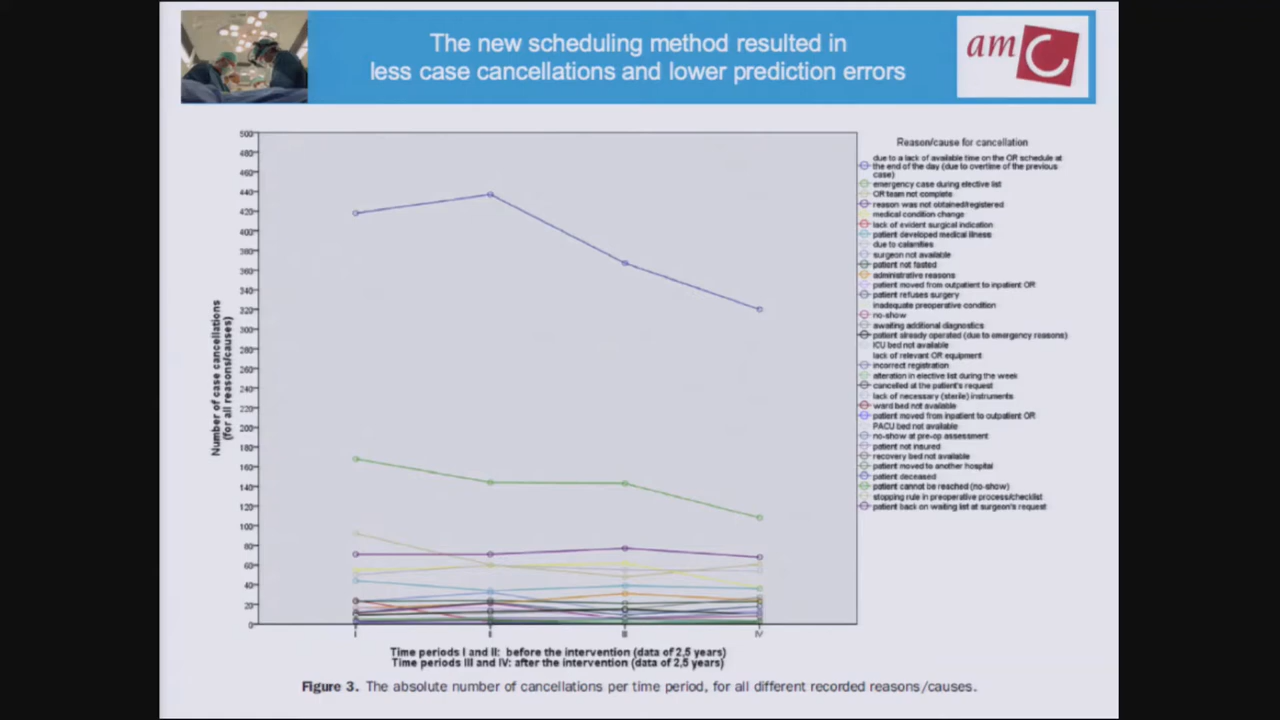 The new scheduling method resulted in
less case cancellations and lower prediction errors
amC
500
480
460
440
420
400
380
360
340
320
300
280
260
240
220
200
180
160
140
120
100
80
60
40
20
0
Number of case cancellations
(for all reasons/causes)
I
II
III
IV
Time periods I and II: before the intervention (data of 2,5 years)
Time periods III and IV: after the intervention (data of 2,5 years)
Reason/cause for cancellation
due to a lack of available time on the OR schedule at
the end of the day (due to overtime of the previous
case)
emergency case during elective list
OR team not complete
reason was not obtained/registered
medical condition change
lack of evident surgical indication
patient developed medical illness
due to calamities
surgeon not available
patient not fasted
administrative reasons
patient moved from outpatient to inpatient OR
patient refuses surgery
inadequate preoperative condition
no-show
awaiting additional diagnostics
patient already operated (due to emergency reasons)
ICU bed not available
lack of relevant OR equipment
incorrect registration
alteration in elective list during the week
cancelled at the patient's request
lack of necessary (sterile) instruments
ward bed not available
patient moved from inpatient to outpatient OR
PACU bed not available
no-show at pre-op assessment
patient not insured
recovery bed not available
patient moved to another hospital
patient deceased
patient cannot be reached (no-show)
stopping rule in preoperative process/checklist
patient back on waiting list at surgeon's request
Figure 3. The absolute number of cancellations per time period, for all different recorded reasons/causes.